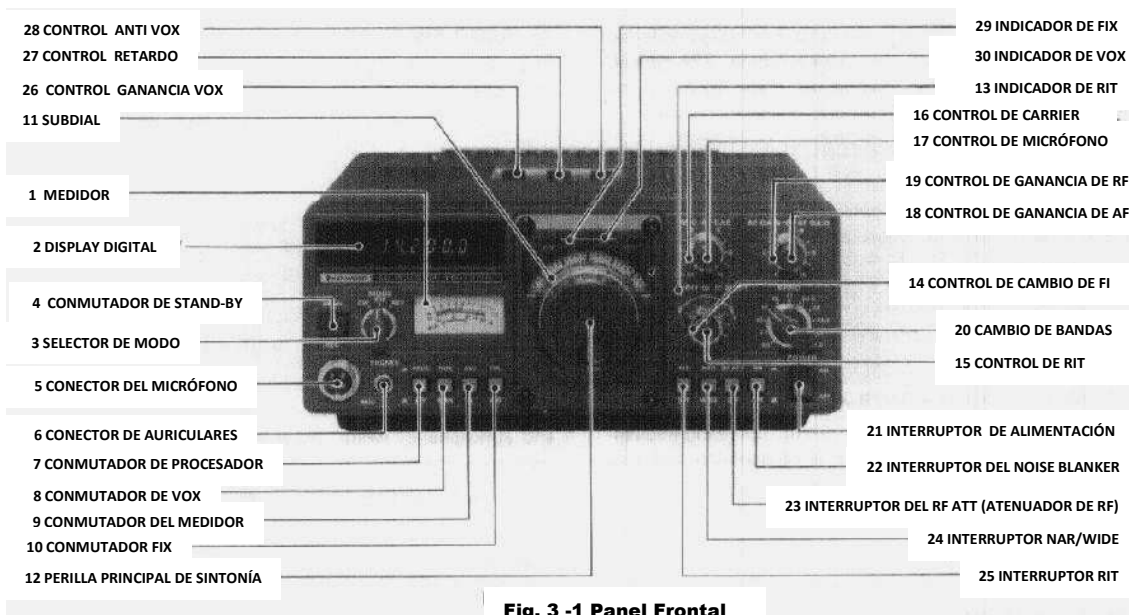 28 CONTROL ANTI VOX
27 CONTROL RETARDO
26 CONTROL GANANCIA VOX
11 SUBDIAL
1 MEDIDOR
2 DISPLAY DIGITAL
4 CONMUTADOR DE STAND-BY
3 SELECTOR DE MODO
5 CONECTOR DEL MICRÓFONO
6 CONECTOR DE AURICULARES
7 CONMUTADOR DE PROCESADOR
8 CONMUTADOR DE VOX
9 CONMUTADOR DEL MEDIDOR
10 CONMUTADOR FIX
12 PERILLA PRINCIPAL DE SINTONÍA
29 INDICADOR DE FIX
30 INDICADOR DE VOX
13 INDICADOR DE RIT
16 CONTROL DE CARRIER
17 CONTROL DE MICRÓFONO
19 CONTROL DE GANANCIA DE RF
18 CONTROL DE GANANCIA DE AF
14 CONTROL DE CAMBIO DE FI
20 CAMBIO DE BANDAS
15 CONTROL DE RIT
21 INTERRUPTOR DE ALIMENTACIÓN
22 INTERRUPTOR DEL NOISE BLANKER
23 INTERRUPTOR DEL RF ATT (ATENUADOR DE RF)
24 INTERRUPTOR NAR/WIDE
25 INTERRUPTOR RIT
14.200.0
MODE
PHONES
POWER
Fig. 3 -1 Panel Frontal